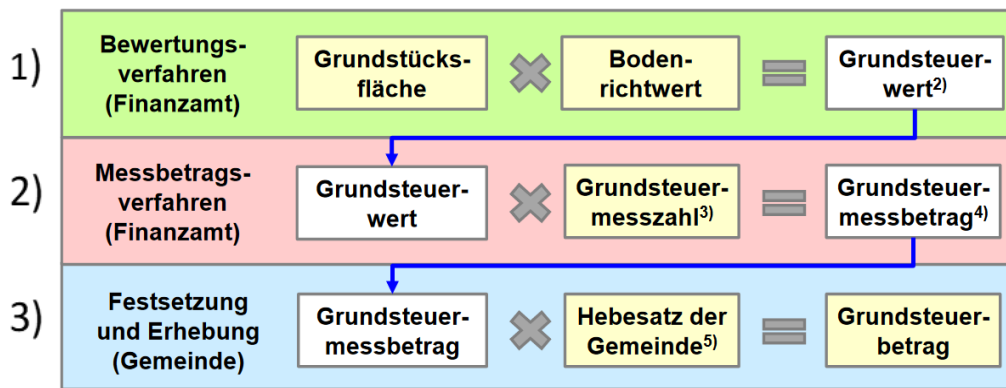 1)
Bewertungs-
verfahren
(Finanzamt)
Grundstücks-
fläche
Boden-
richtwert
Grundsteuer-
wert2)
2)
Messbetrags-
verfahren
(Finanzamt)
Grundsteuer-
wert
Grundsteuer-
messzahl3)
Grundsteuer-
messbetrag4)
3)
Festsetzung
und Erhebung
(Gemeinde)
Grundsteuer-
messbetrag
Hebesatz der
Gemeinde5)
Grundsteuer-
betrag